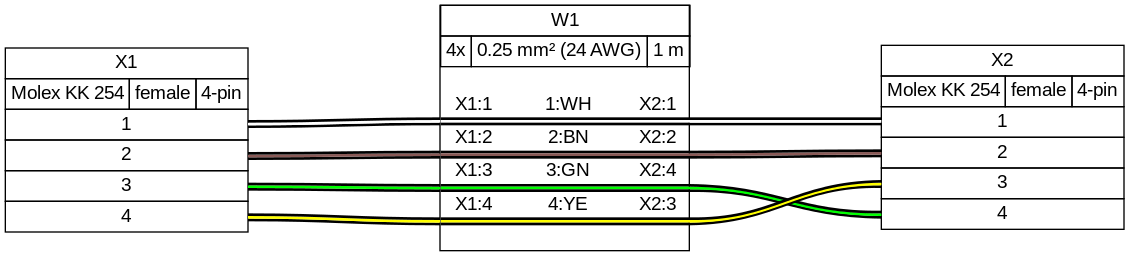 X1
Molex KK 254 female 4-pin
1
2
3
4
W1
4x 0.25 mm² (24 AWG) 1 m
X1:1 1:WH X2:1
X1:2 2:BN X2:2
X1:3 3:GN X2:4
X1:4 4:YE X2:3
X2
Molex KK 254 female 4-pin
1
2
3
4